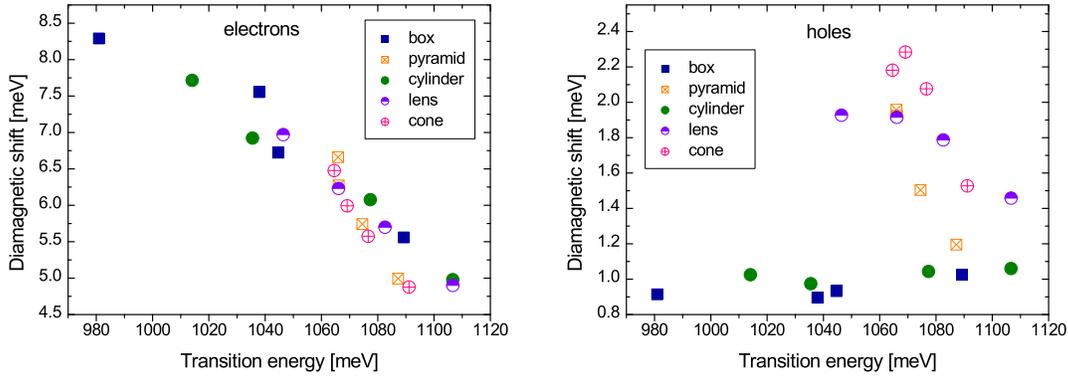 electrons
8.5
8.0
7.5
7.0
6.5
6.0
5.5
5.0
4.5
Diamagnetic shift [meV]
box
pyramid
cylinder
lens
cone
980 1000 1020 1040 1060 1080 1100 1120
Transition energy [meV]
holes
2.4
2.2
2.0
1.8
1.6
1.4
1.2
1.0
0.8
Diamagnetic shift [meV]
box
pyramid
cylinder
lens
cone
980 1000 1020 1040 1060 1080 1100 1120
Transition energy [meV]